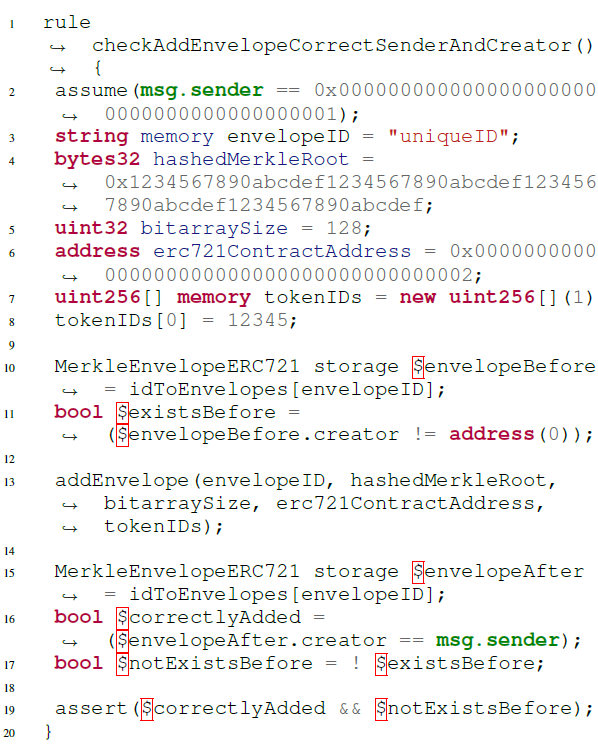 1 rule
↪ checkAddEnvelopeCorrectSenderAndCreator()
↪ {
2 assume(msg.sender == 0x000000000000000000000
↪ 0000000000000000001);
3 string memory envelopeID = "uniqueID";
4 bytes32 hashedMerkleRoot =
↪ 0x1234567890abcdef1234567890abcdef123456
↪ 7890abcdef1234567890abcdef;
5 uint32 bitarraySize = 128;
6 address erc721ContractAddress = 0x0000000000
↪ 000000000000000000000000000002;
7 uint256[] memory tokenIDs = new uint256[](1)
8 tokenIDs[0] = 12345;
9
10 MerkleEnvelopeERC721 storage $envelopeBefore
↪ = idToEnvelopes[envelopeID];
11 bool $existsBefore =
↪ ($envelopeBefore.creator != address(0));
12
13 addEnvelope(envelopeID, hashedMerkleRoot,
↪ bitarraySize, erc721ContractAddress,
↪ tokenIDs);
14
15 MerkleEnvelopeERC721 storage $envelopeAfter
↪ = idToEnvelopes[envelopeID];
16 bool $correctlyAdded =
↪ ($envelopeAfter.creator == msg.sender);
17 bool $notExistsBefore = ! $existsBefore;
18
19 assert($correctlyAdded && $notExistsBefore);
20 }